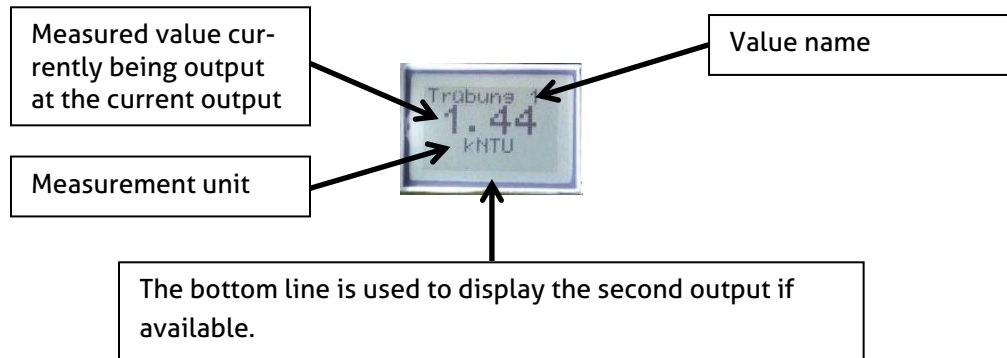 Measured value cur-
rently being output
at the current output
Value name
Trübung 1
1.44
kNTU
Measurement unit
The bottom line is used to display the second output if
available.